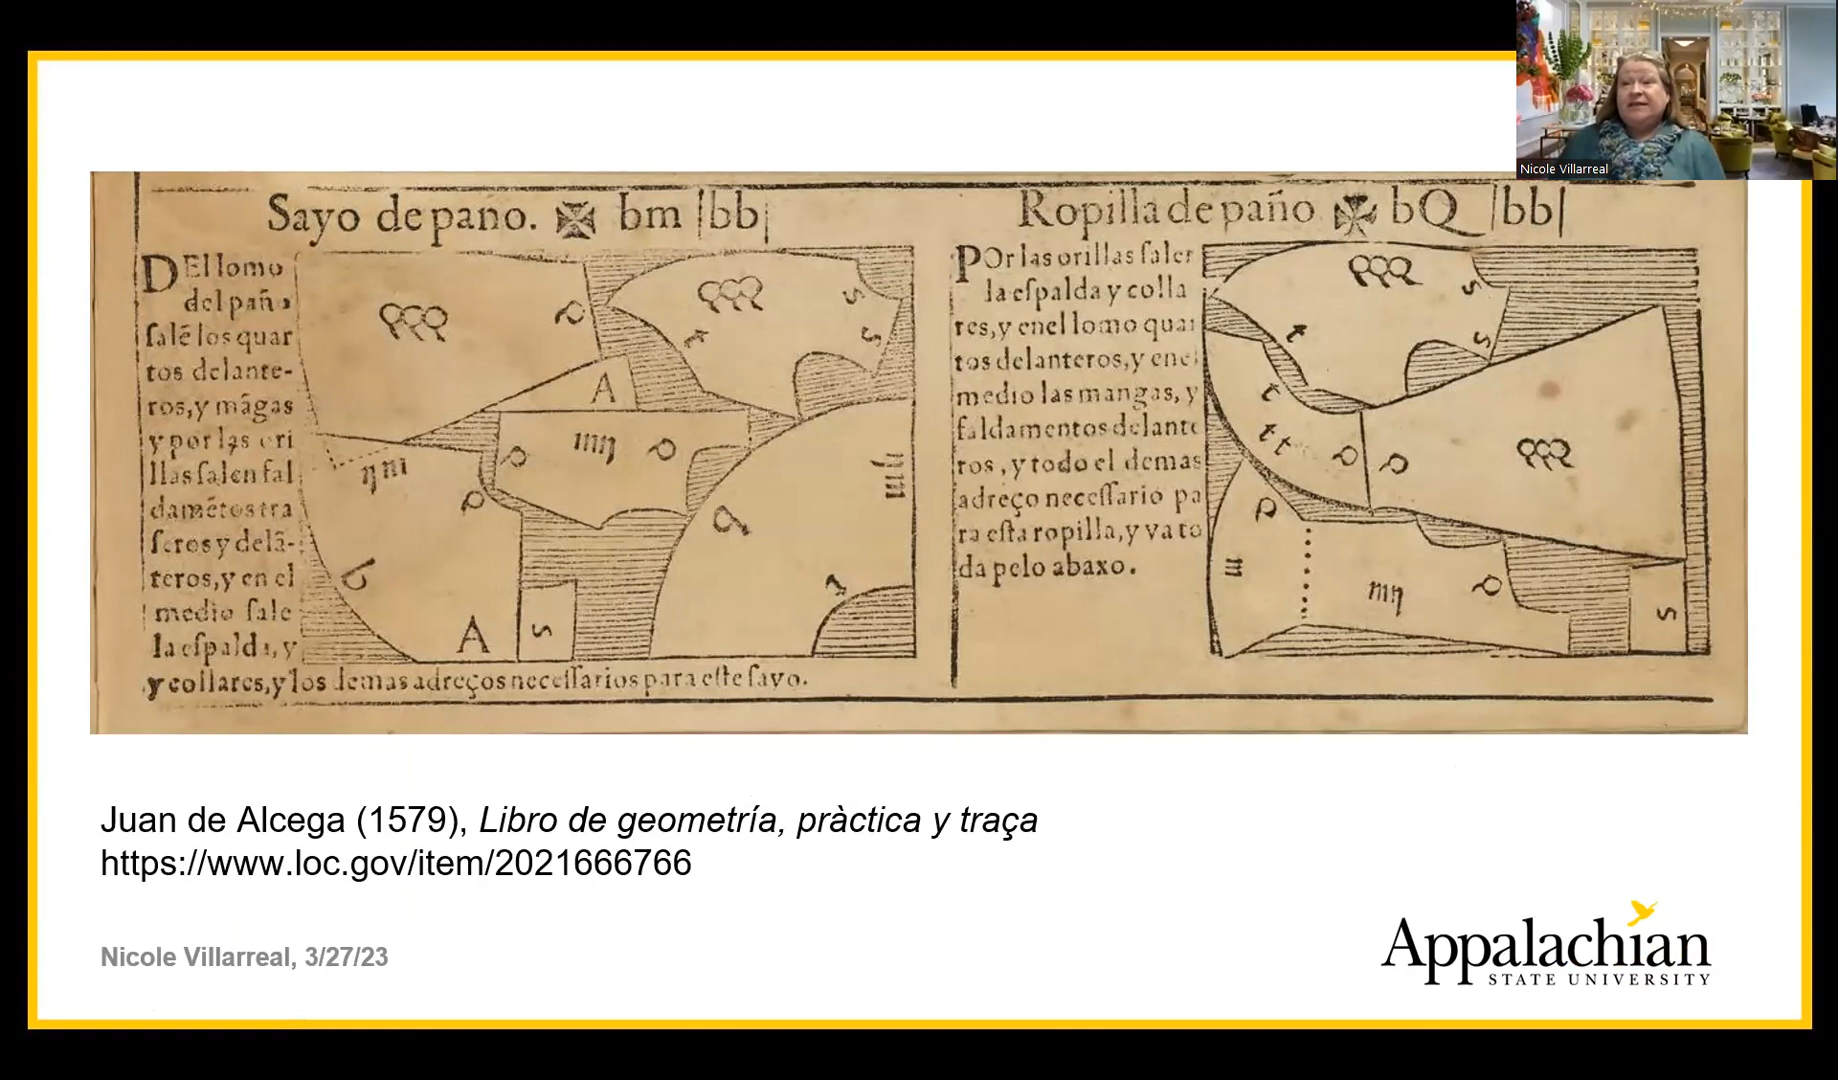 Nicole Villarreal
Sayo de paño. ✠ bm |bb|
DEl lomo
del paño
ſalẽ los quar
tos delante-
ros, y mãgas
y por las ori
llas ſalen fal
damẽtos tra
ſeros y delã-
teros, y en el
medio ſale
la eſpalda, y
y collares, y los demas adreços neceſſarios para eſte ſayo.
A
A
b
s
s
s
Ropilla de paño ✠ bQ |bb|
POr las orillas ſalen
la eſpalda y colla
res, y en el lomo quar
tos delanteros, y en el
medio las mangas, y
faldamentos delante
ros, y todo el demas
adreço neceſſario pa
ra eſta ropilla, y va to
da pelo abaxo.
s
s
t
tt
s
Juan de Alcega (1579), Libro de geometría, pràctica y traça
https://www.loc.gov/item/2021666766
Nicole Villarreal, 3/27/23
Appalachian
STATE UNIVERSITY